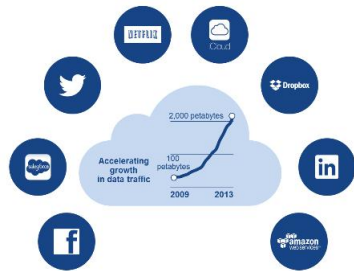 NETFLIX
iCloud
Dropbox
2,000 petabytes
Accelerating
growth
in data traffic
100
petabytes
2009 2013
salesforce
in
f
amazon
web services